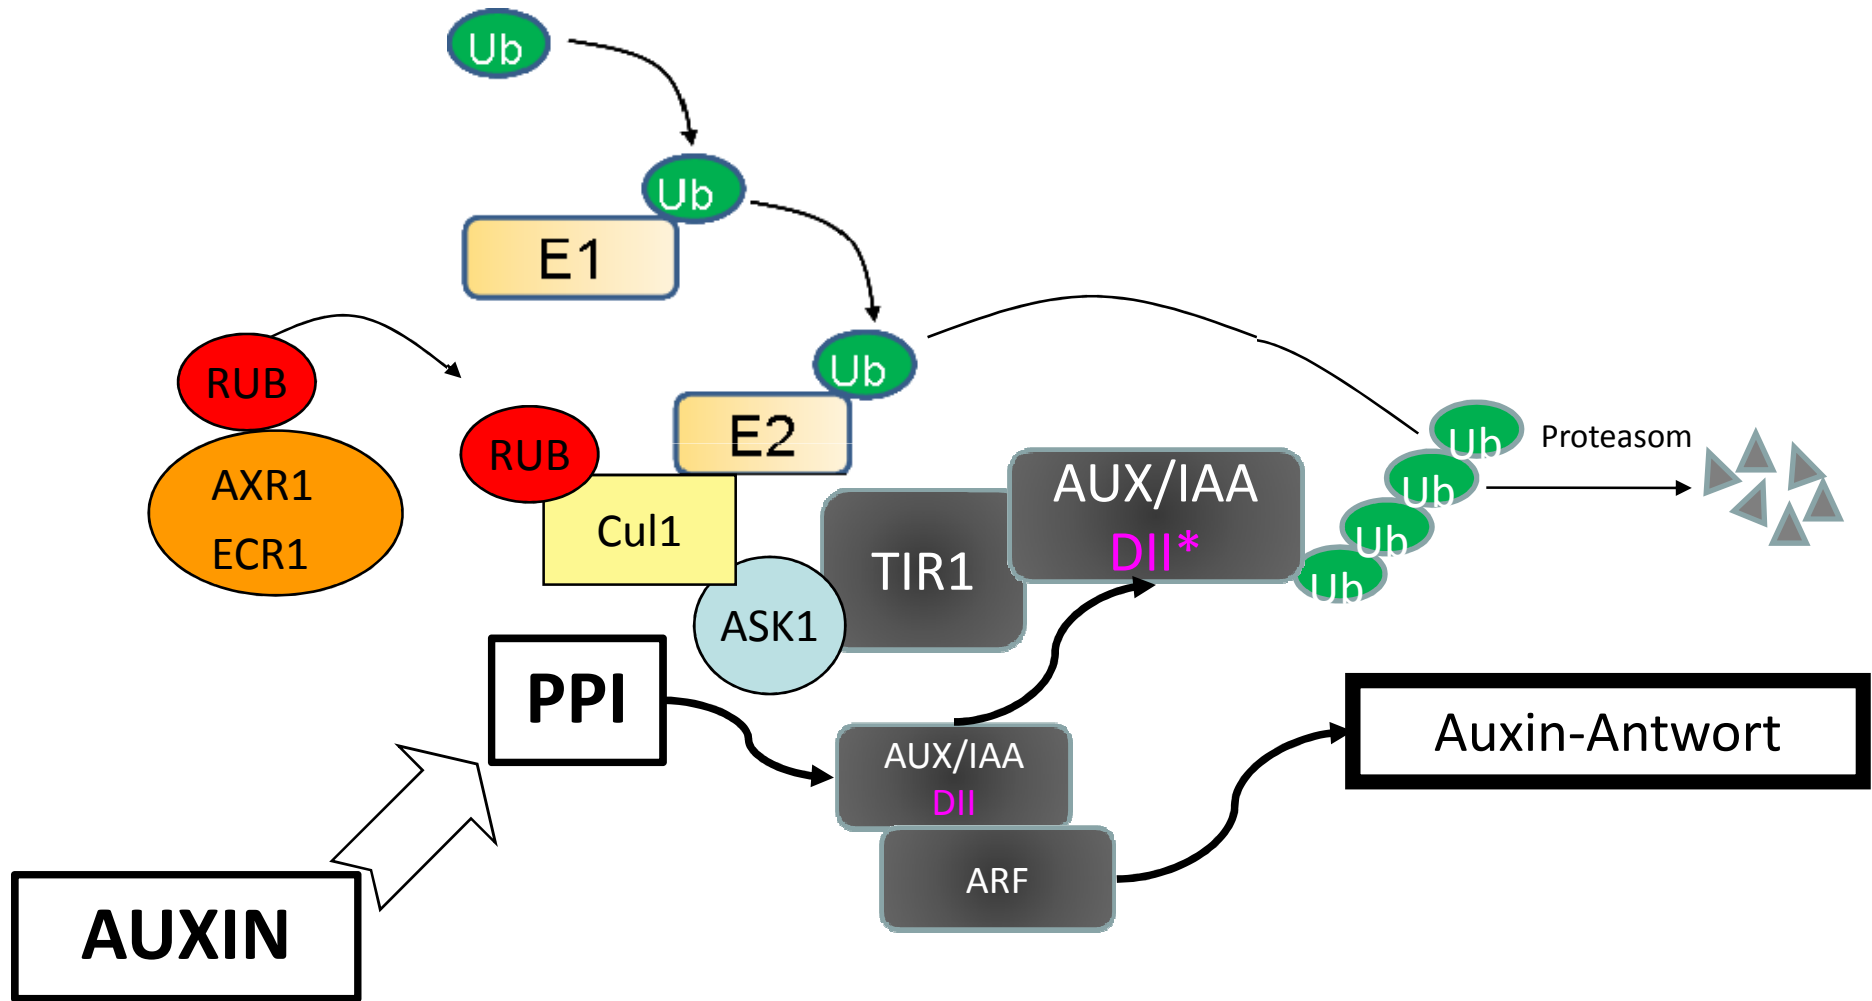 Ub
Ub
E1
Ub
RUB
E2
RUB
AXR1
ECR1
Cul1
ASK1
TIR1
AUX/IAA
DII*
Ub
Ub
Ub
Ub
Proteasom
PPI
AUX/IAA
DII
ARF
Auxin-Antwort
AUXIN